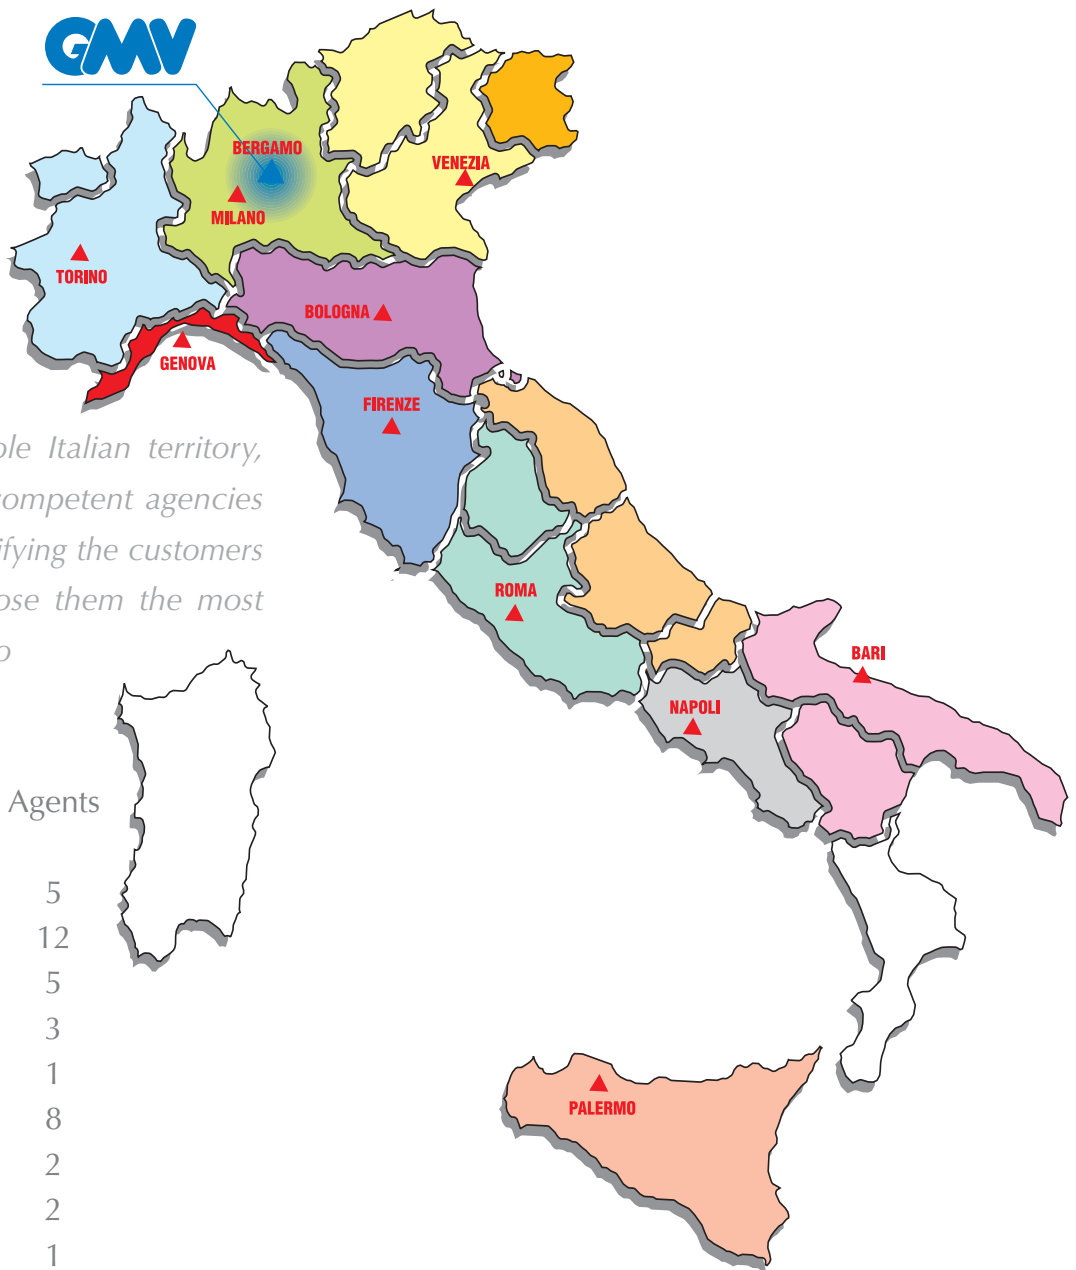 GMV
BERGAMO
VENEZIA
MILANO
TORINO
BOLOGNA
GENOVA
FIRENZE
ole Italian territory,
competent agencies
ifying the customers
ose them the most
o
ROMA
BARI
NAPOLI
Agents
5
12
5
3
1
8
2
2
1
PALERMO